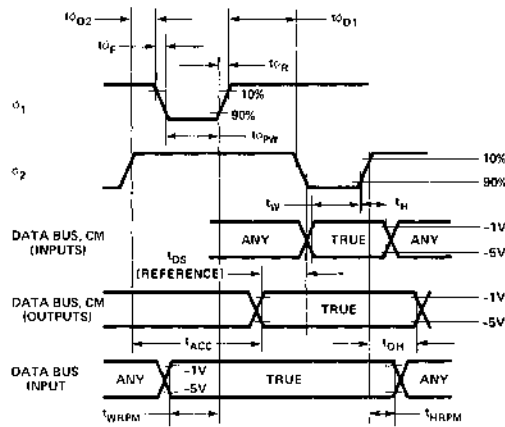 tϕD2
tϕF
tϕD1
tϕR
ϕ1
10%
90%
tϕPW
ϕ2
10%
90%
tW
tH
DATA BUS, CM
(INPUTS)
ANY
TRUE
ANY
-1V
-5V
tDS
(REFERENCE)
DATA BUS, CM
(OUTPUTS)
TRUE
-1V
-5V
tACC
tOH
DATA BUS
INPUT
ANY
-1V
-5V
TRUE
ANY
tWRPM
tHRPM